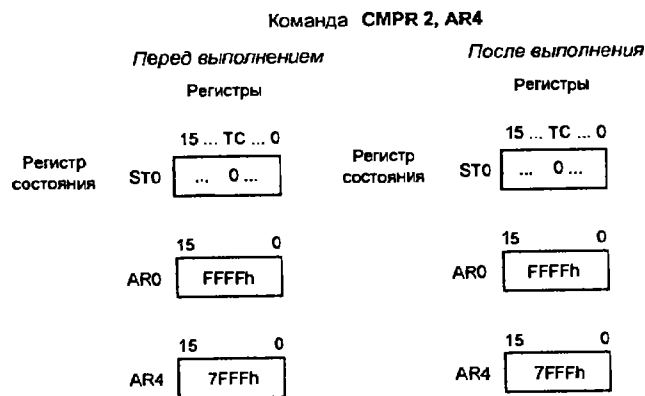 Команда CMPR 2, AR4
Перед выполнением
После выполнения
Регистры
Регистры
15 ... TC ... 0
15 ... TC ... 0
Регистр состояния
ST0
... 0 ...
Регистр состояния
ST0
... 0 ...
15 0
15 0
AR0 FFFFh
AR0 FFFFh
15 0
15 0
AR4 7FFFh
AR4 7FFFh